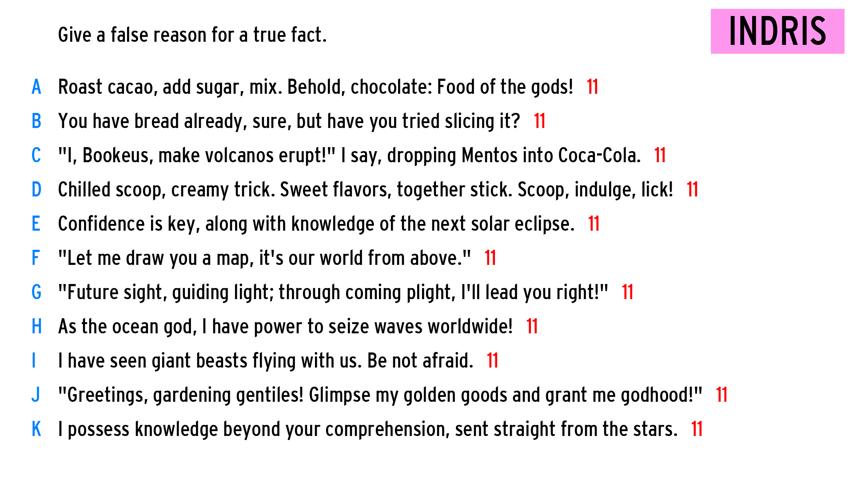 Give a false reason for a true fact.
INDRIS
A Roast cacao, add sugar, mix. Behold, chocolate: Food of the gods! 11
B You have bread already, sure, but have you tried slicing it? 11
C "I, Bookeus, make volcanos erupt!" I say, dropping Mentos into Coca-Cola. 11
D Chilled scoop, creamy trick. Sweet flavors, together stick. Scoop, indulge, lick! 11
E Confidence is key, along with knowledge of the next solar eclipse. 11
F "Let me draw you a map, it's our world from above." 11
G "Future sight, guiding light; through coming plight, I'll lead you right!" 11
H As the ocean god, I have power to seize waves worldwide! 11
I I have seen giant beasts flying with us. Be not afraid. 11
J "Greetings, gardening gentiles! Glimpse my golden goods and grant me godhood!" 11
K I possess knowledge beyond your comprehension, sent straight from the stars. 11